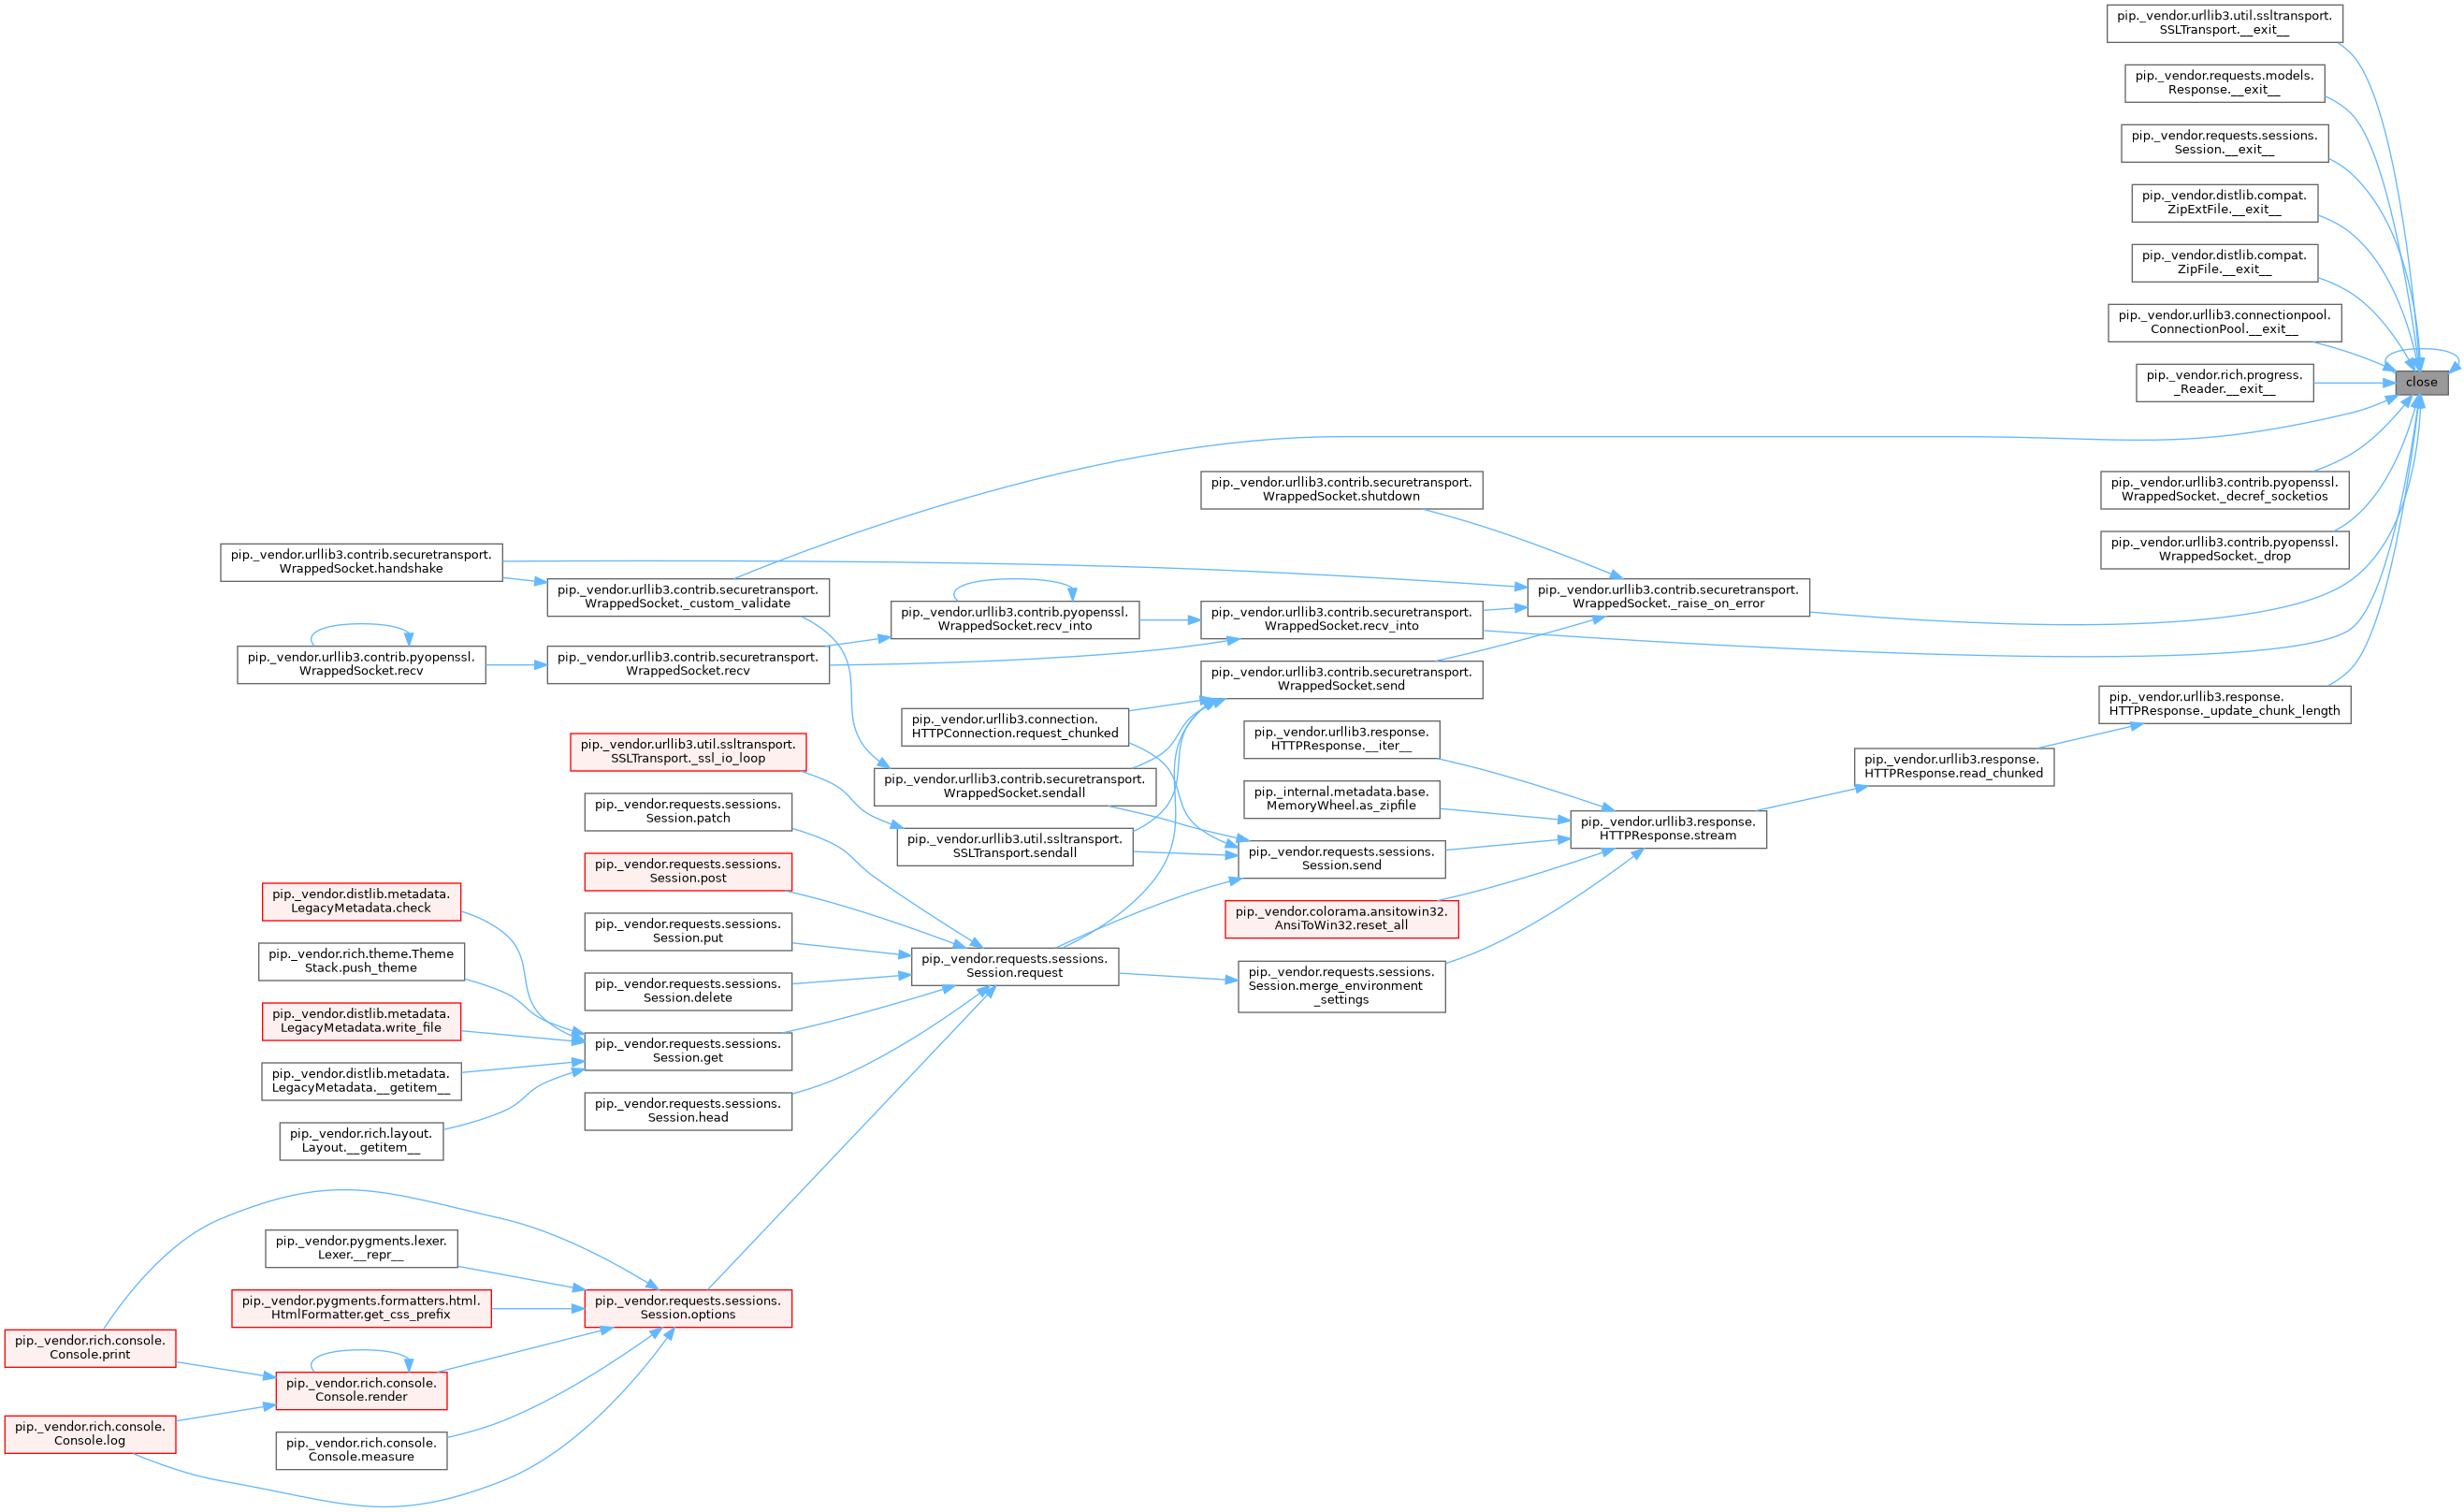 pip._vendor.urllib3.util.ssltransport.
SSLTransport.__exit__
pip._vendor.requests.models.
Response.__exit__
pip._vendor.requests.sessions.
Session.__exit__
pip._vendor.distlib.compat.
ZipExtFile.__exit__
pip._vendor.distlib.compat.
ZipFile.__exit__
pip._vendor.urllib3.connectionpool.
ConnectionPool.__exit__
pip._vendor.rich.progress.
_Reader.__exit__
close
pip._vendor.urllib3.contrib.pyopenssl.
WrappedSocket._decref_socketios
pip._vendor.urllib3.contrib.pyopenssl.
WrappedSocket._drop
pip._vendor.urllib3.contrib.securetransport.
WrappedSocket.shutdown
pip._vendor.urllib3.contrib.securetransport.
WrappedSocket.handshake
pip._vendor.urllib3.contrib.securetransport.
WrappedSocket._custom_validate
pip._vendor.urllib3.contrib.securetransport.
WrappedSocket._raise_on_error
pip._vendor.urllib3.contrib.pyopenssl.
WrappedSocket.recv_into
pip._vendor.urllib3.contrib.securetransport.
WrappedSocket.recv_into
pip._vendor.urllib3.contrib.pyopenssl.
WrappedSocket.recv
pip._vendor.urllib3.contrib.securetransport.
WrappedSocket.recv
pip._vendor.urllib3.contrib.securetransport.
WrappedSocket.send
pip._vendor.urllib3.response.
HTTPResponse._update_chunk_length
pip._vendor.urllib3.connection.
HTTPConnection.request_chunked
pip._vendor.urllib3.response.
HTTPResponse.__iter__
pip._vendor.urllib3.util.ssltransport.
SSLTransport._ssl_io_loop
pip._vendor.urllib3.response.
HTTPResponse.read_chunked
pip._vendor.urllib3.contrib.securetransport.
WrappedSocket.sendall
pip._internal.metadata.base.
MemoryWheel.as_zipfile
pip._vendor.requests.sessions.
Session.patch
pip._vendor.urllib3.response.
HTTPResponse.stream
pip._vendor.urllib3.util.ssltransport.
SSLTransport.sendall
pip._vendor.requests.sessions.
Session.send
pip._vendor.requests.sessions.
Session.post
pip._vendor.distlib.metadata.
LegacyMetadata.check
pip._vendor.colorama.ansitowin32.
AnsiToWin32.reset_all
pip._vendor.requests.sessions.
Session.put
pip._vendor.rich.theme.Theme
Stack.push_theme
pip._vendor.requests.sessions.
Session.request
pip._vendor.requests.sessions.
Session.merge_environment
_settings
pip._vendor.requests.sessions.
Session.delete
pip._vendor.distlib.metadata.
LegacyMetadata.write_file
pip._vendor.requests.sessions.
Session.get
pip._vendor.distlib.metadata.
LegacyMetadata.__getitem__
pip._vendor.requests.sessions.
Session.head
pip._vendor.rich.layout.
Layout.__getitem__
pip._vendor.pygments.lexer.
Lexer.__repr__
pip._vendor.pygments.formatters.html.
HtmlFormatter.get_css_prefix
pip._vendor.requests.sessions.
Session.options
pip._vendor.rich.console.
Console.print
pip._vendor.rich.console.
Console.render
pip._vendor.rich.console.
Console.log
pip._vendor.rich.console.
Console.measure